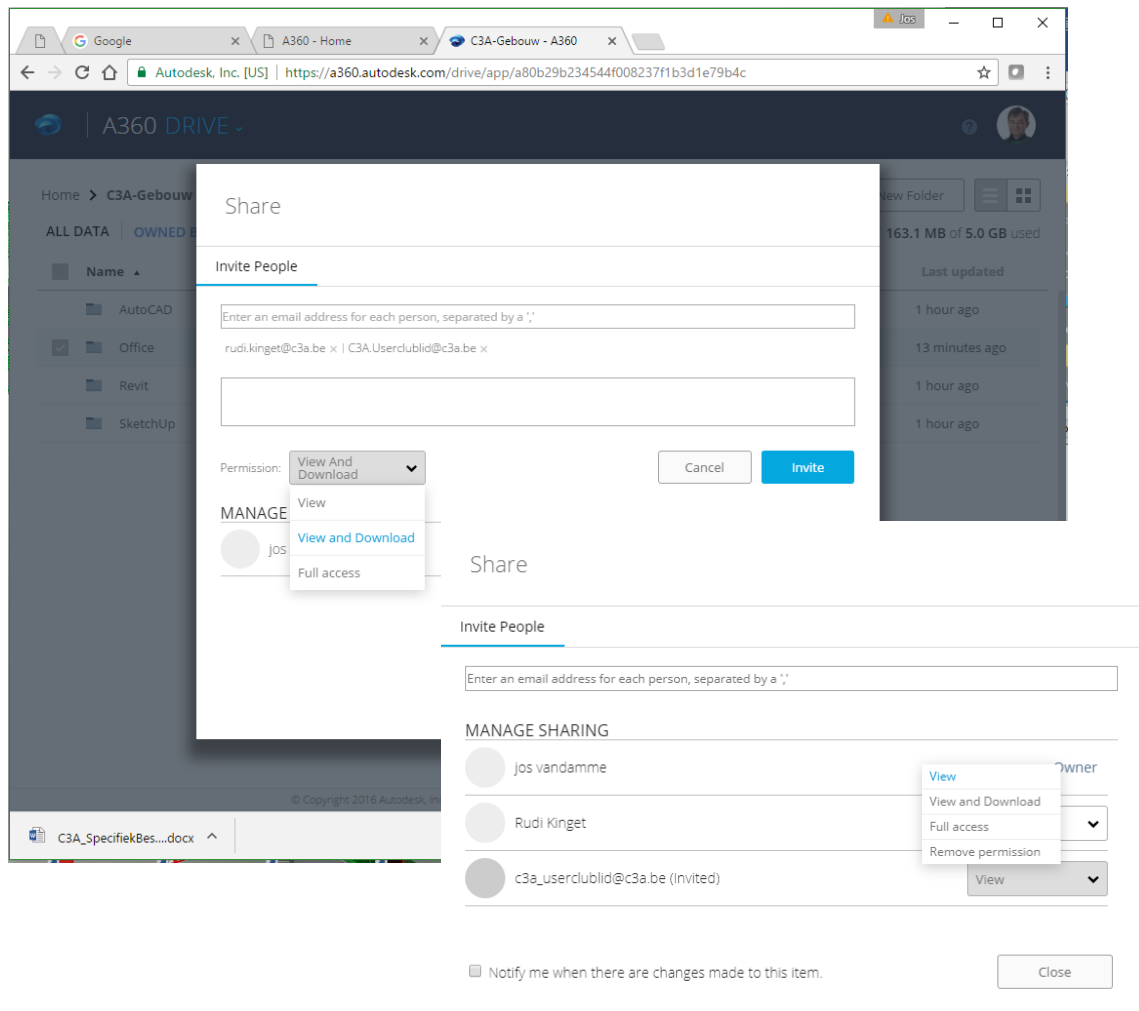 Jos
Google
A360 - Home
C3A-Gebouw - A360
Autodesk, Inc. [US] | https://a360.autodesk.com/drive/app/a80b29b234544f008237f1b3d1e79b4c
A360 DRIVE
Home > C3A-Gebouw
New Folder
ALL DATA | OWNED B
163.1 MB of 5.0 GB used
Name
Last updated
AutoCAD
1 hour ago
Office
13 minutes ago
Revit
1 hour ago
SketchUp
1 hour ago
Share
Invite People
Enter an email address for each person, separated by a ','
rudi.kinget@c3a.be × | C3A.Userclublid@c3a.be ×
Permission:
View And
Download
Cancel
Invite
View
View and Download
Full access
MANAGE
jos
© Copyright 2016 Autodesk, In
C3A_SpecifiekBes....docx
Share
Invite People
Enter an email address for each person, separated by a ','
MANAGE SHARING
jos vandamme
Owner
Rudi Kinget
View
View and Download
Full access
Remove permission
c3a_userclublid@c3a.be (Invited)
View
Notify me when there are changes made to this item.
Close